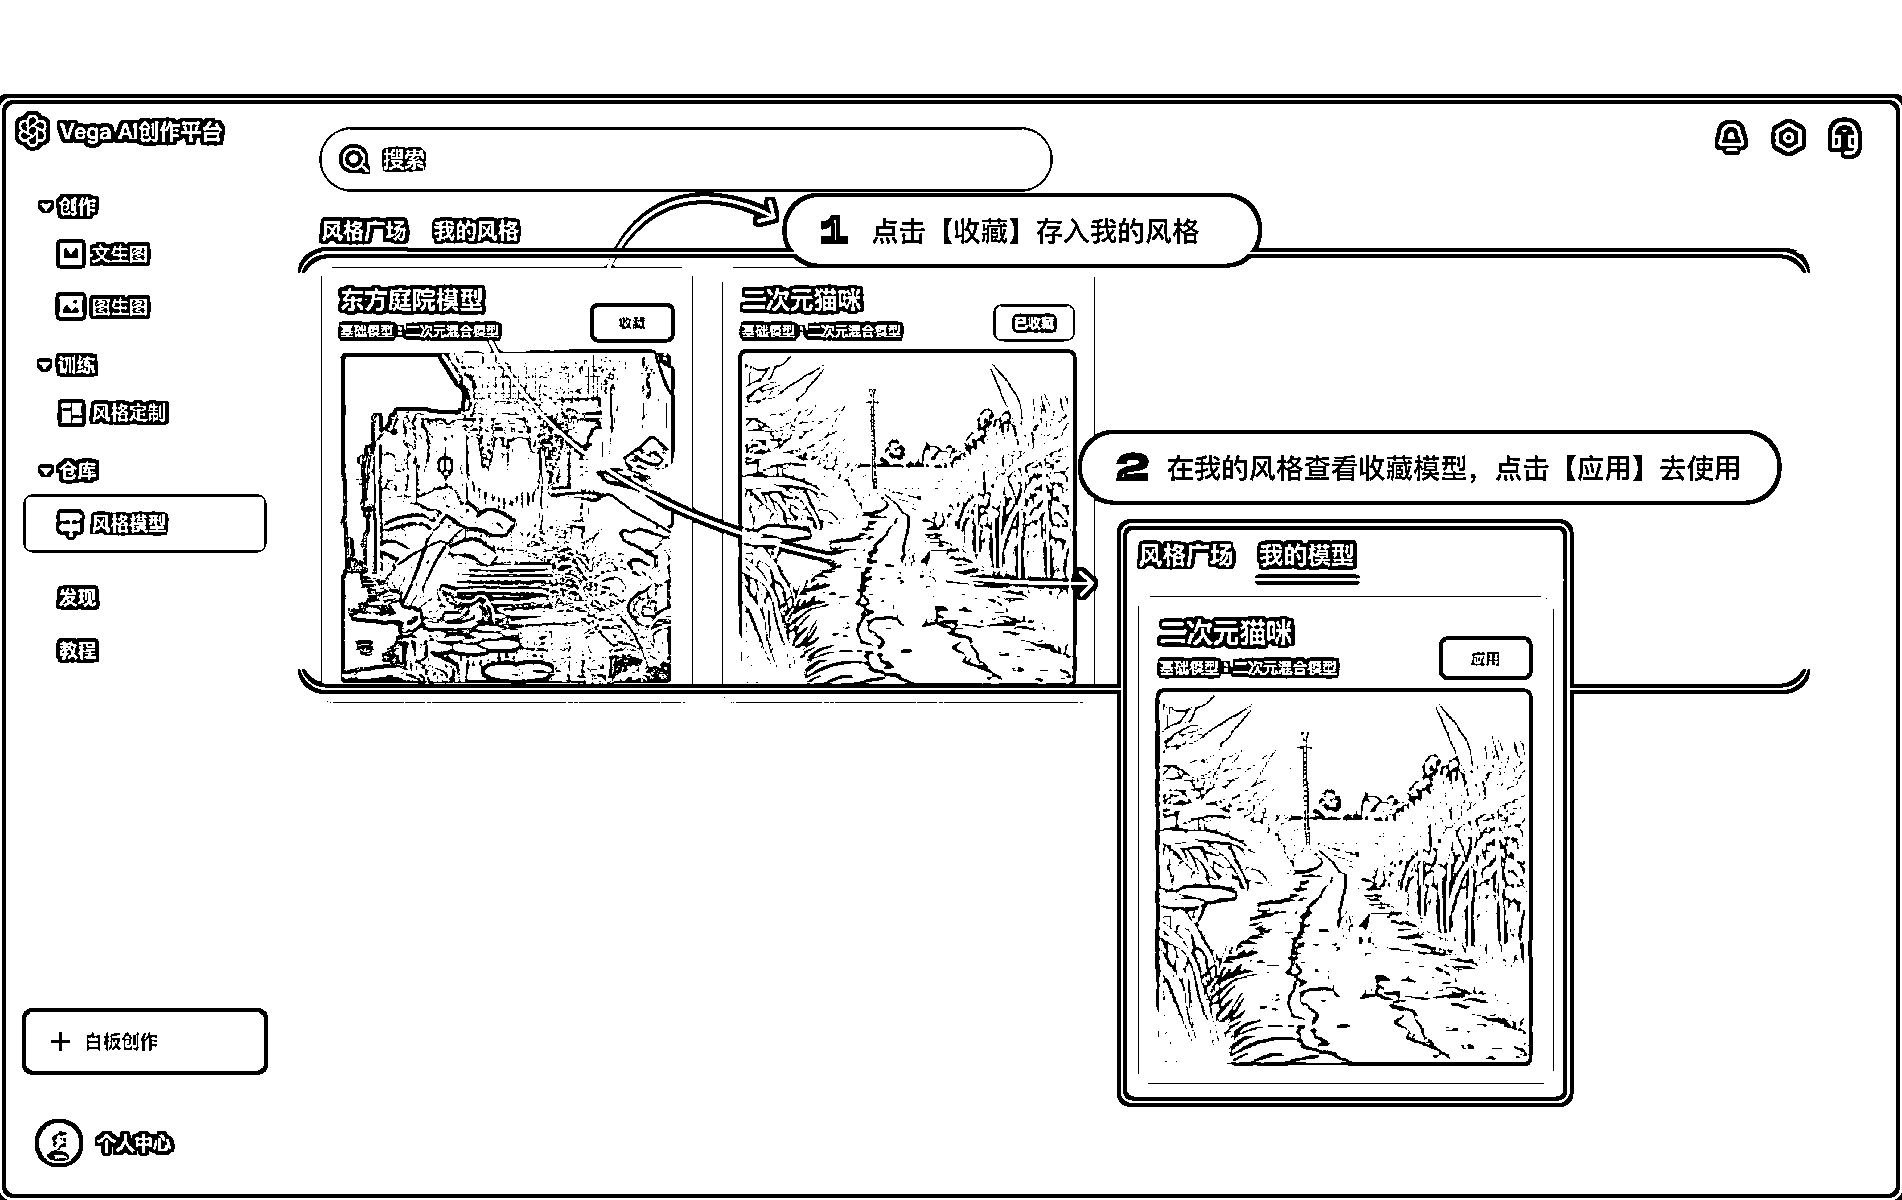 Vega AI创作平台
搜索
创作
文生图
图生图
训练
风格定制
仓库
风格模型
发现
教程
白板创作
个人中心
风格广场 我的风格
1 点击【收藏】存入我的风格
东方庭院模型
基础模型：二次元混合模型
收藏
二次元猫咪
基础模型：二次元混合模型
已收藏
2 在我的风格查看收藏模型，点击【应用】去使用
风格广场 我的模型
二次元猫咪
基础模型：二次元混合模型
应用